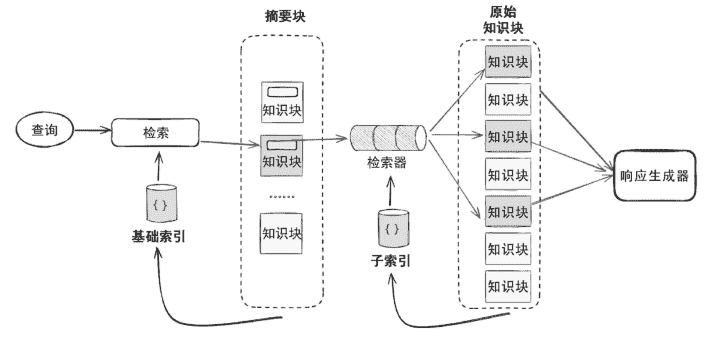 摘要块
原始
知识块
查询
检索
基础索引
{}
知识块
知识块
……
知识块
检索器
子索引
{}
知识块
知识块
知识块
知识块
知识块
知识块
知识块
响应生成器